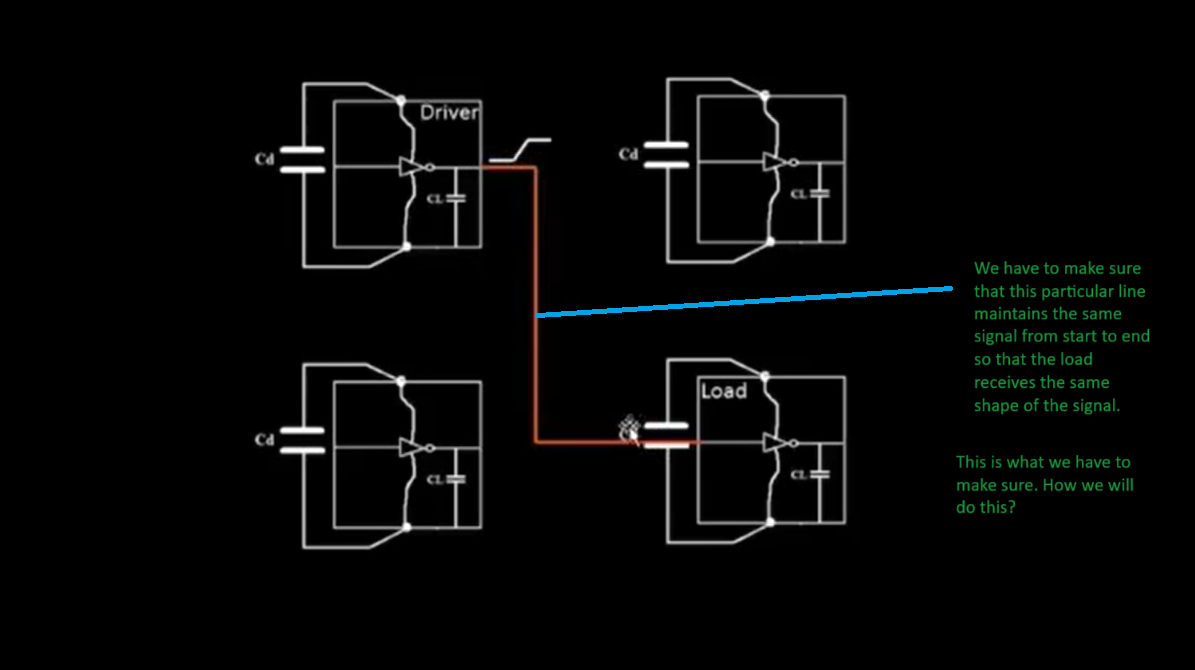 Driver
Cd
CL
Cd
CL
We have to make sure
that this particular line
maintains the same
signal from start to end
so that the load
receives the same
shape of the signal.
Load
Cd
CL
CL
This is what we have to
make sure. How we will
do this?